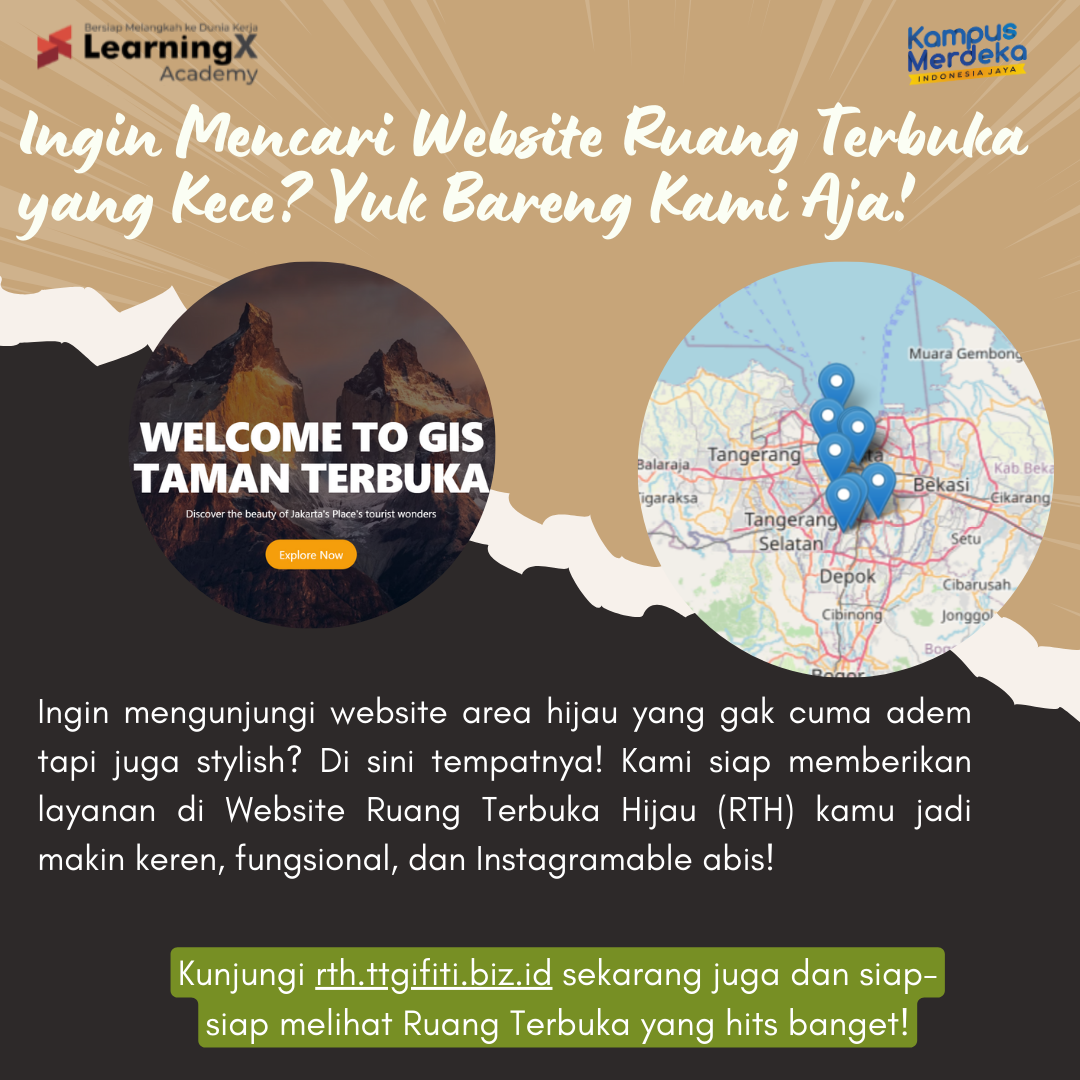 Bersiap Melangkah ke Dunia Kerja
LearningX
Academy
Kampus
Merdeka
INDONESIA JAYA
Ingin Mencari Website Ruang Terbuka
yang Kece? Yuk Bareng Kami Aja!
WELCOME TO GIS
TAMAN TERBUKA
Discover the beauty of Jakarta's Place's tourist wonders
Explore Now
Muara Gembong
Tangerang
Balaraja
Kab Beka
Bekasi
igaraksa
Cikarang
Tangerang
Selatan
Setu
Depok
Cibarusah
Cibinong
Jonggol
Bogor
Ingin mengunjungi website area hijau yang gak cuma adem
tapi juga stylish? Di sini tempatnya! Kami siap memberikan
layanan di Website Ruang Terbuka Hijau (RTH) kamu jadi
makin keren, fungsional, dan Instagramable abis!
Kunjungi rth.ttgifiti.biz.id sekarang juga dan siap-
siap melihat Ruang Terbuka yang hits banget!